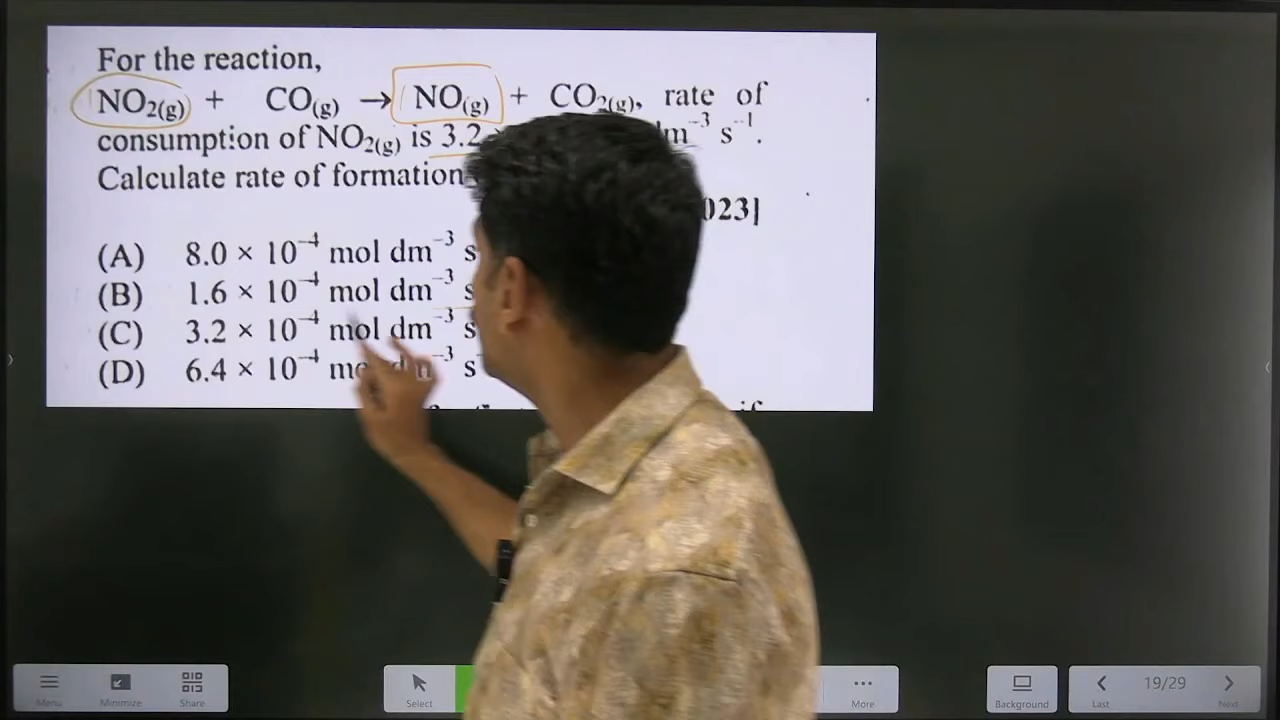 For the reaction,
NO₂(g) + CO(g) → NO(g) + CO₂(g), rate of
consumption of NO₂(g) is 3.2 m⁻³ s⁻¹.
Calculate rate of formation
023]
(A) 8.0 × 10⁻⁴ mol dm⁻³ s
(B) 1.6 × 10⁻⁴ mol dm⁻³ s
(C) 3.2 × 10⁻⁴ mol dm⁻³ s
(D) 6.4 × 10⁻⁴ dm⁻³ s
if
Menu Minimize Share Select More Background Last 19/29 Next